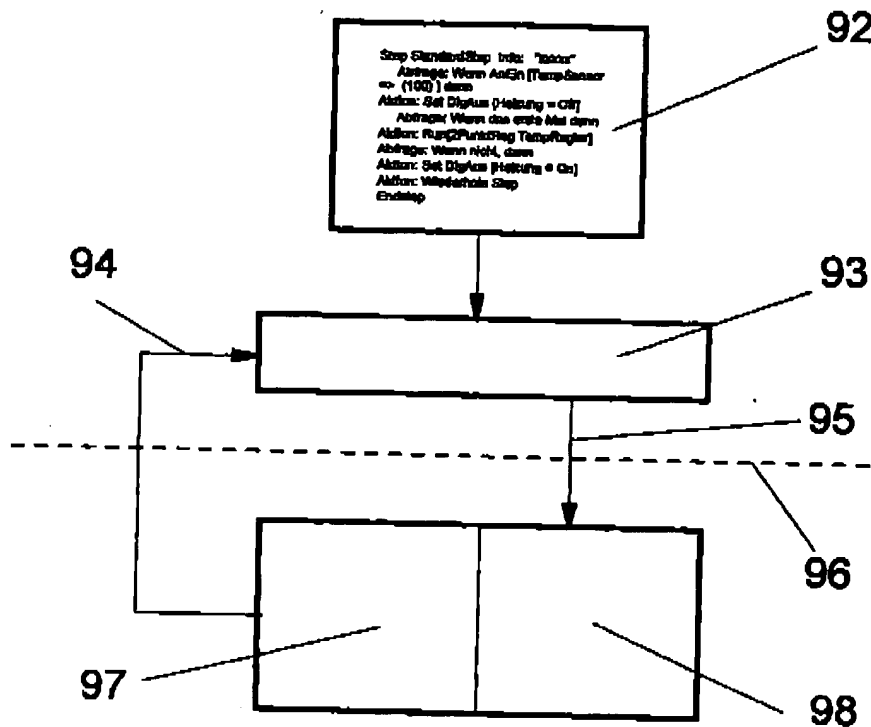 92
Step StandardStep Info: "xxxxx"
Abfrage: Wenn AnEin [TempSensor
=> (100) ] dann
Aktion: Set DigAus [Heizung = Off]
Abfrage: Wenn das erste Mal dann
Aktion: Run[2PunktReg TempRegler]
Abfrage: Wenn nicht, dann
Aktion: Set DigAus [Heizung = On]
Aktion: Wiederhole Step
Endstep
94
93
95
96
97
98